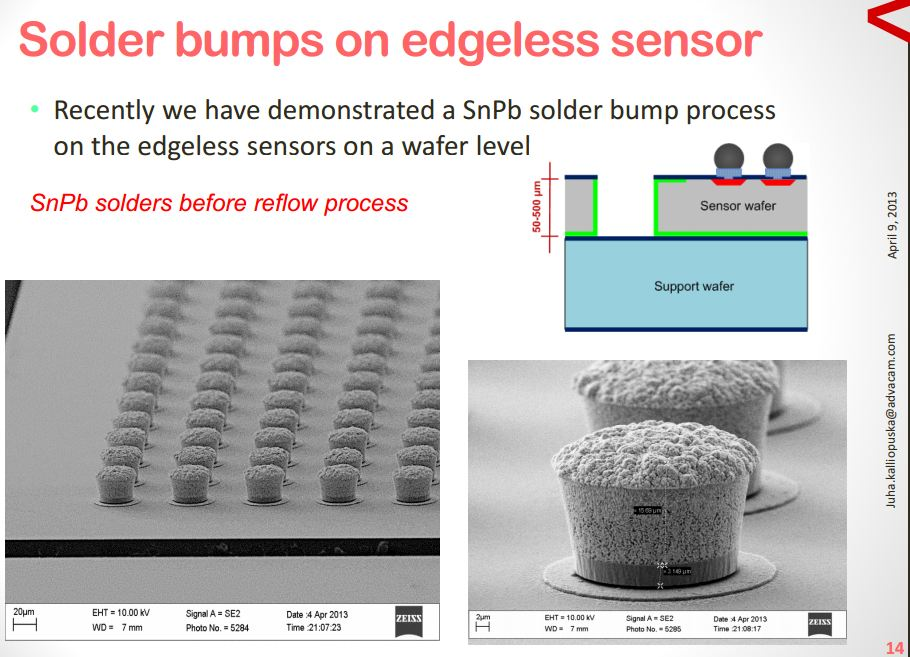 Solder bumps on edgeless sensor
• Recently we have demonstrated a SnPb solder bump process
on the edgeless sensors on a wafer level
SnPb solders before reflow process
50-500 µm
Sensor wafer
Support wafer
20µm
EHT = 10.00 kV
WD = 7 mm
Signal A = SE2
Photo No. = 5284
Date :4 Apr 2013
Time :21:07:23
ZEISS
3.149 µm
2µm
EHT = 10.00 kV
WD = 7 mm
Signal A = SE2
Photo No. = 5285
Date :4 Apr 2013
Time :21:08:17
ZEISS
April 9, 2013
Juha.kalliopuska@advacam.com
14